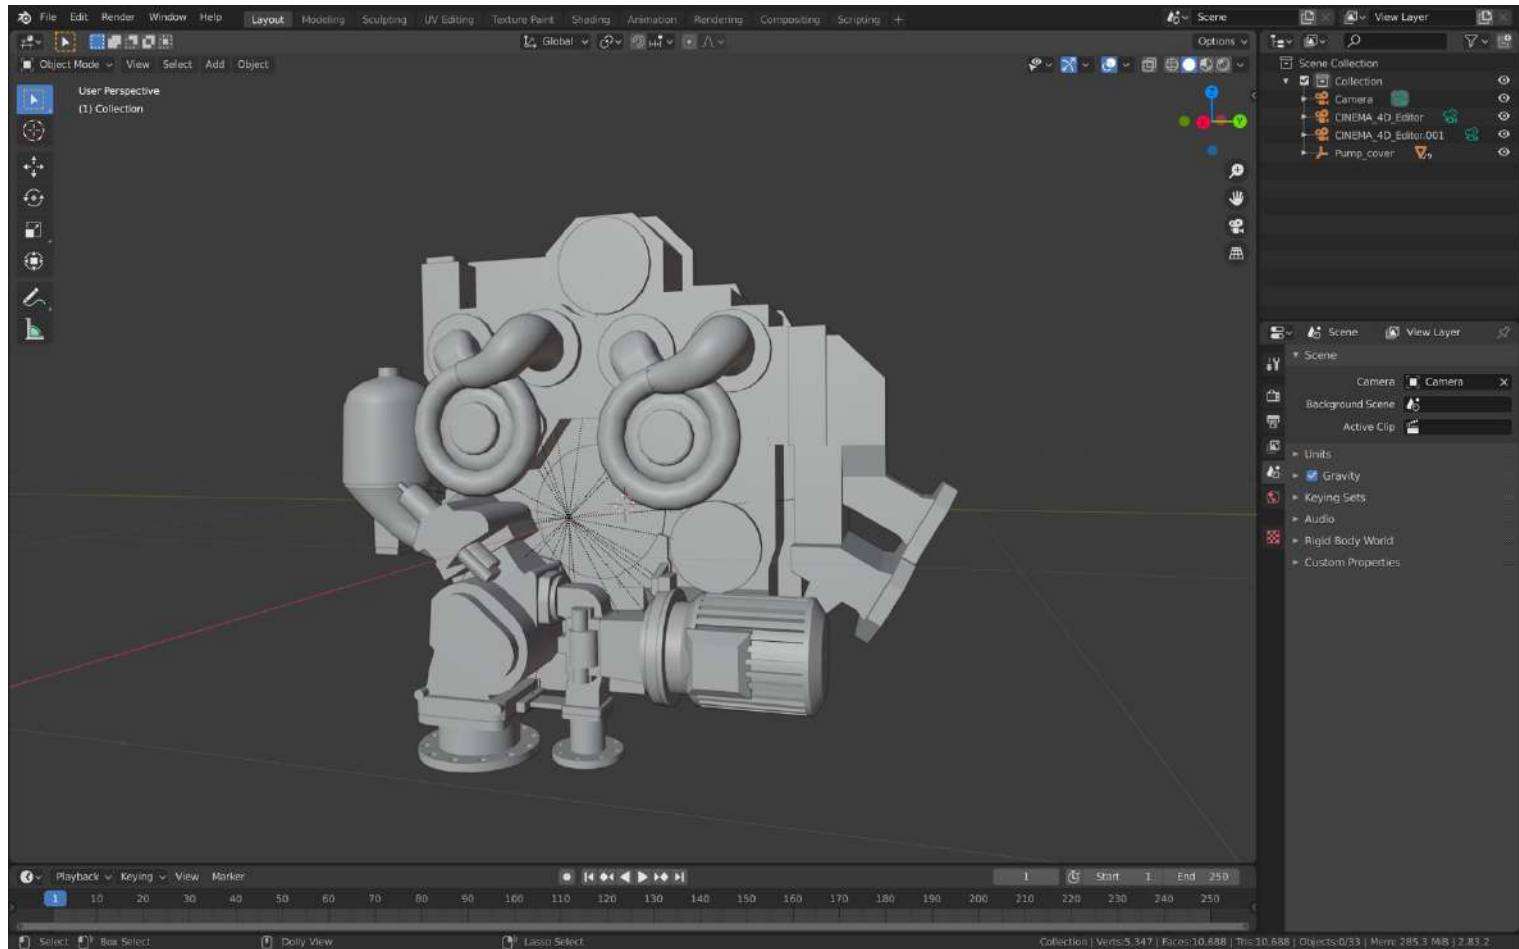 File Edit Render Window Help Layout Modeling Sculpting UV Editing Texture Paint Shading Animation Rendering Compositing Scripting + Scene View Layer
Global Options
Object Mode View Select Add Object
User Perspective
(1) Collection
Z
X
Y
Scene Collection
Collection
Camera
CINEMA_4D_Editor
CINEMA_4D_Editor.001
Pump_cover 9
Scene View Layer
Scene
Camera Camera
Background Scene
Active Clip
Units
Gravity
Keying Sets
Audio
Rigid Body World
Custom Properties
Playback Keying View Marker 1 Start 1 End 250
1 10 20 30 40 50 60 70 80 90 100 110 120 130 140 150 160 170 180 190 200 210 220 230 240 250
Select Box Select Dolly View Lasso Select Collection | Verts:5,347 | Faces:10,688 | Tris:10,688 | Objects:0/33 | Mem: 285.3 MiB | 2.83.2